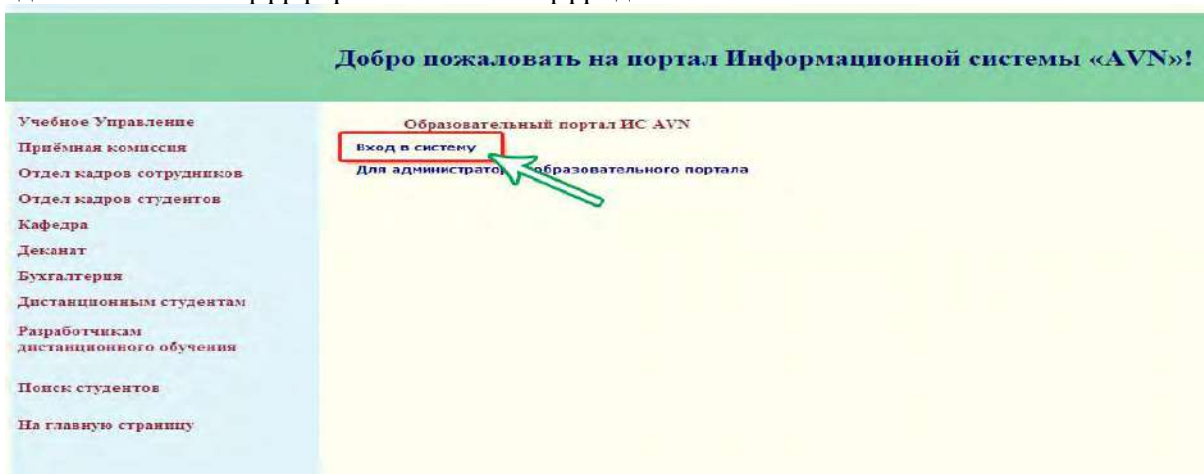 Добро пожаловать на портал Информационной системы «AVN»!
Учебное Управление
Приёмная комиссия
Отдел кадров сотрудников
Отдел кадров студентов
Кафедра
Деканат
Бухгалтерия
Дистанционным студентам
Разработчикам
дистанционного обучения
Поиск студентов
На главную страницу
Образовательный портал ИС AVN
Вход в систему
Для образовательного портала